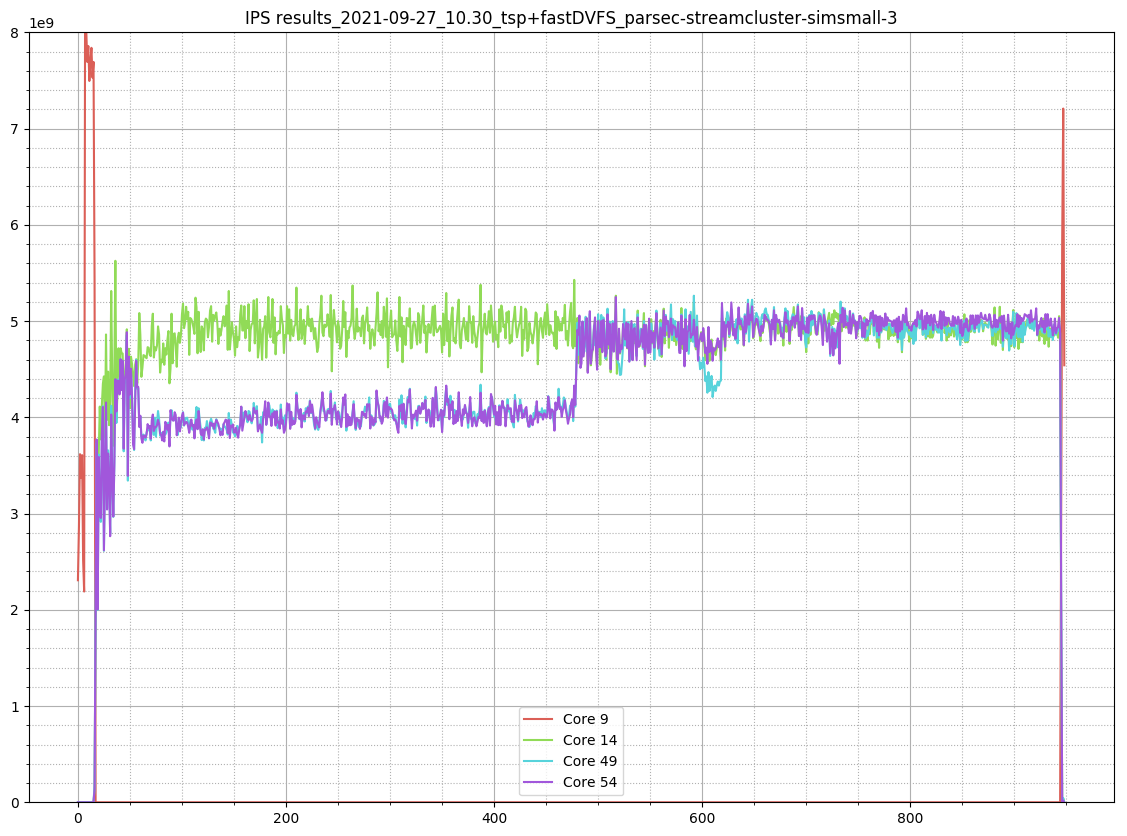 IPS results_2021-09-27_10.30_tsp+fastDVFS_parsec-streamcluster-simsmall-3
1e9
8
7
6
5
4
3
2
1
0
0 200 400 600 800
Core 9
Core 14
Core 49
Core 54